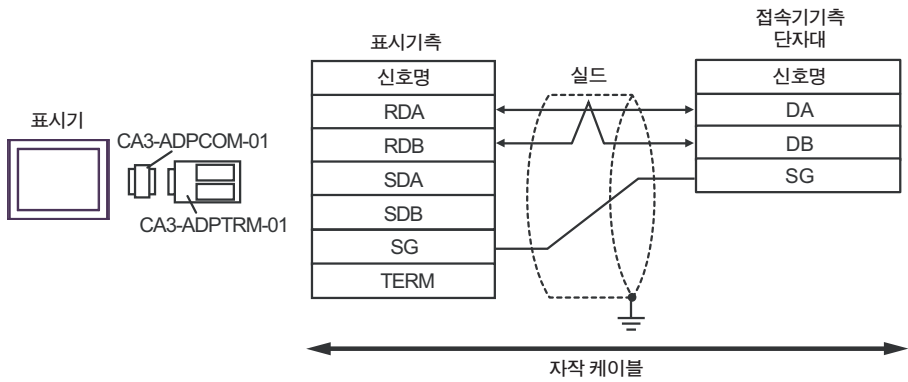 표시기
CA3-ADPCOM-01
CA3-ADPTRM-01
표시기측
신호명
RDA
RDB
SDA
SDB
SG
TERM
실드
접속기기측
단자대
신호명
DA
DB
SG
자작 케이블